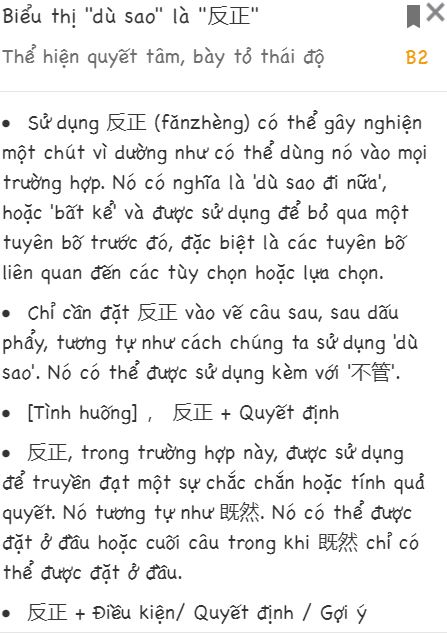 Biểu thị "dù sao" là "反正"
Thể hiện quyết tâm, bày tỏ thái độ B2
• Sử dụng 反正 (fǎnzhèng) có thể gây nghiện
một chút vì dường như có thể dùng nó vào mọi
trường hợp. Nó có nghĩa là 'dù sao đi nữa',
hoặc 'bất kể' và được sử dụng để bỏ qua một
tuyên bố trước đó, đặc biệt là các tuyên bố
liên quan đến các tùy chọn hoặc lựa chọn.
• Chỉ cần đặt 反正 vào vế câu sau, sau dấu
phẩy, tương tự như cách chúng ta sử dụng 'dù
sao'. Nó có thể được sử dụng kèm với '不管'.
• [Tình huống] ， 反正 + Quyết định
• 反正, trong trường hợp này, được sử dụng
để truyền đạt một sự chắc chắn hoặc tính quả
quyết. Nó tương tự như 既然. Nó có thể được
đặt ở đầu hoặc cuối câu trong khi 既然 chỉ có
thể được đặt ở đầu.
• 反正 + Điều kiện/ Quyết định / Gợi ý